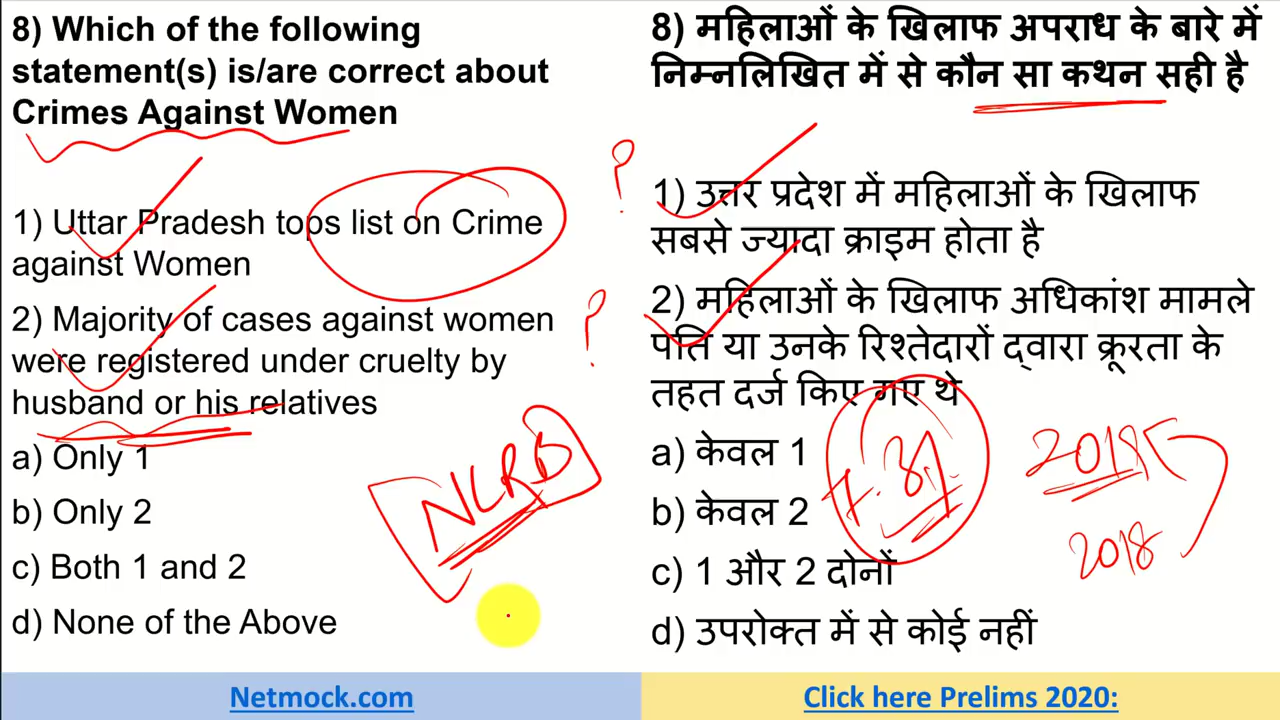 8) Which of the following
statement(s) is/are correct about
Crimes Against Women
1) Uttar Pradesh tops list on Crime
against Women
2) Majority of cases against women
were registered under cruelty by
husband or his relatives
a) Only 1
b) Only 2
c) Both 1 and 2
d) None of the Above
NCRB
Netmock.com
8) महिलाओं के खिलाफ अपराध के बारे में
निम्नलिखित में से कौन सा कथन सही है
?
1) उत्तर प्रदेश में महिलाओं के खिलाफ
सबसे ज्यादा क्राइम होता है
?
2) महिलाओं के खिलाफ अधिकांश मामले
पति या उनके रिश्तेदारों द्वारा क्रूरता के
तहत दर्ज किए गए थे
a) केवल 1
b) केवल 2
c) 1 और 2 दोनों
d) उपरोक्त में से कोई नहीं
2018
Click here Prelims 2020: